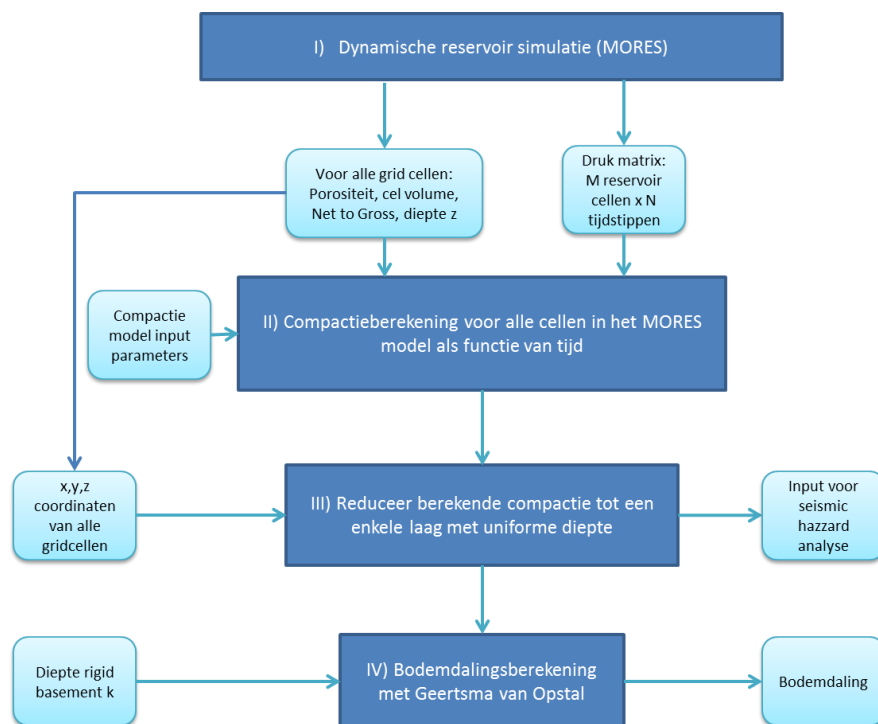 I) Dynamische reservoir simulatie (MORES)
Voor alle grid cellen:
Porositeit, cel volume,
Net to Gross, diepte z
Druk matrix:
M reservoir
cellen x N
tijdstippen
Compactie
model input
parameters
II) Compactieberekening voor alle cellen in het MORES
model als functie van tijd
x,y,z
coordinaten
van alle
gridcellen
III) Reduceer berekende compactie tot een
enkele laag met uniforme diepte
Input voor
seismic
hazzard
analyse
Diepte rigid
basement k
IV) Bodemdalingsberekening
met Geertsma van Opstal
Bodemdaling